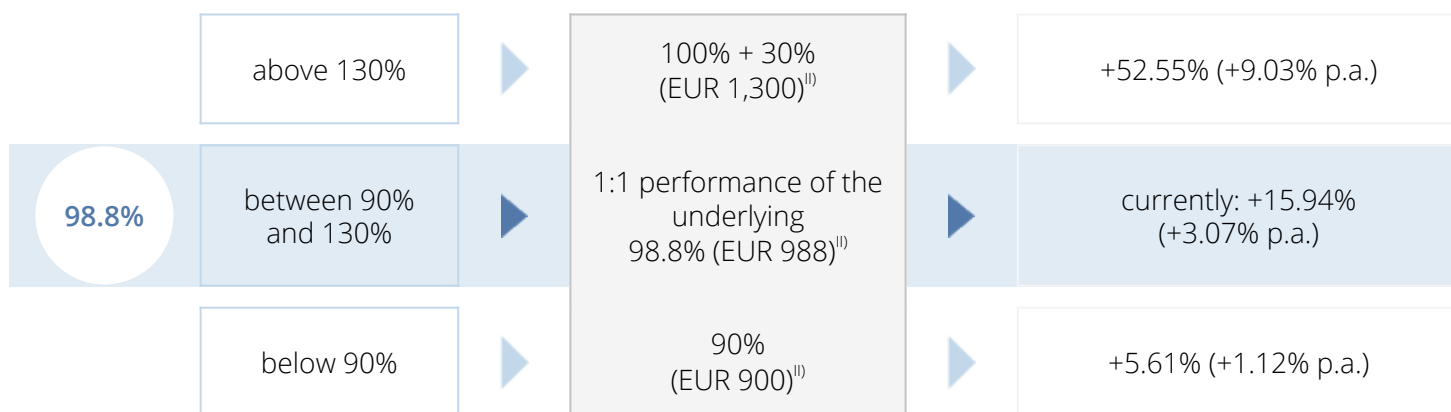 above 130%
100% + 30%
(EUR 1,300)II)
+52.55% (+9.03% p.a.)
98.8%
between 90%
and 130%
1:1 performance of the
underlying
98.8% (EUR 988)II)
currently: +15.94%
(+3.07% p.a.)
below 90%
90%
(EUR 900)II)
+5.61% (+1.12% p.a.)